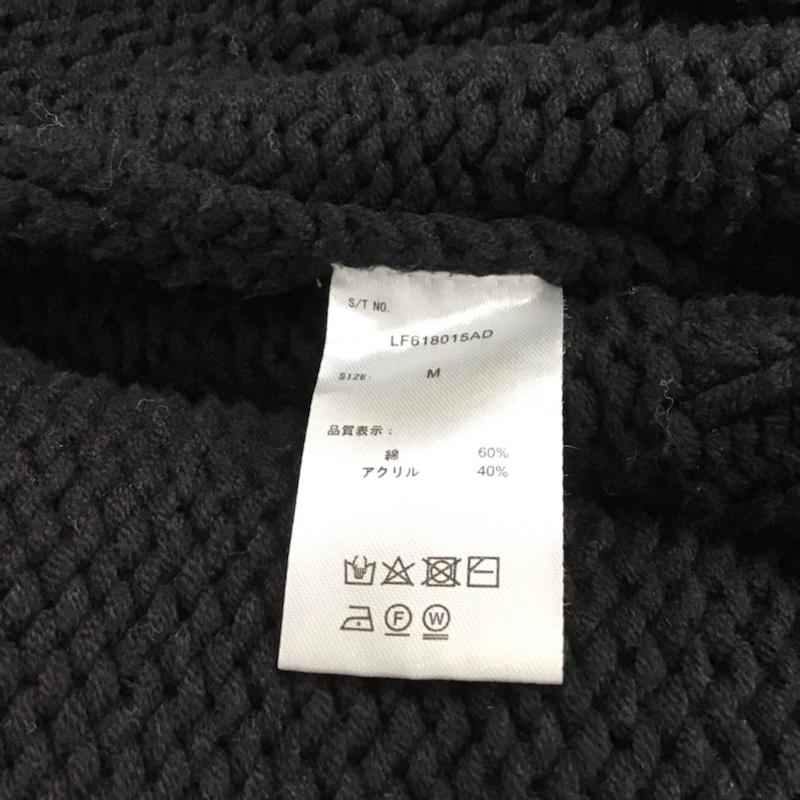 S/T NO.
LF618015AD
SIZE: M
品質表示:
綿 60%
アクリル 40%
F W